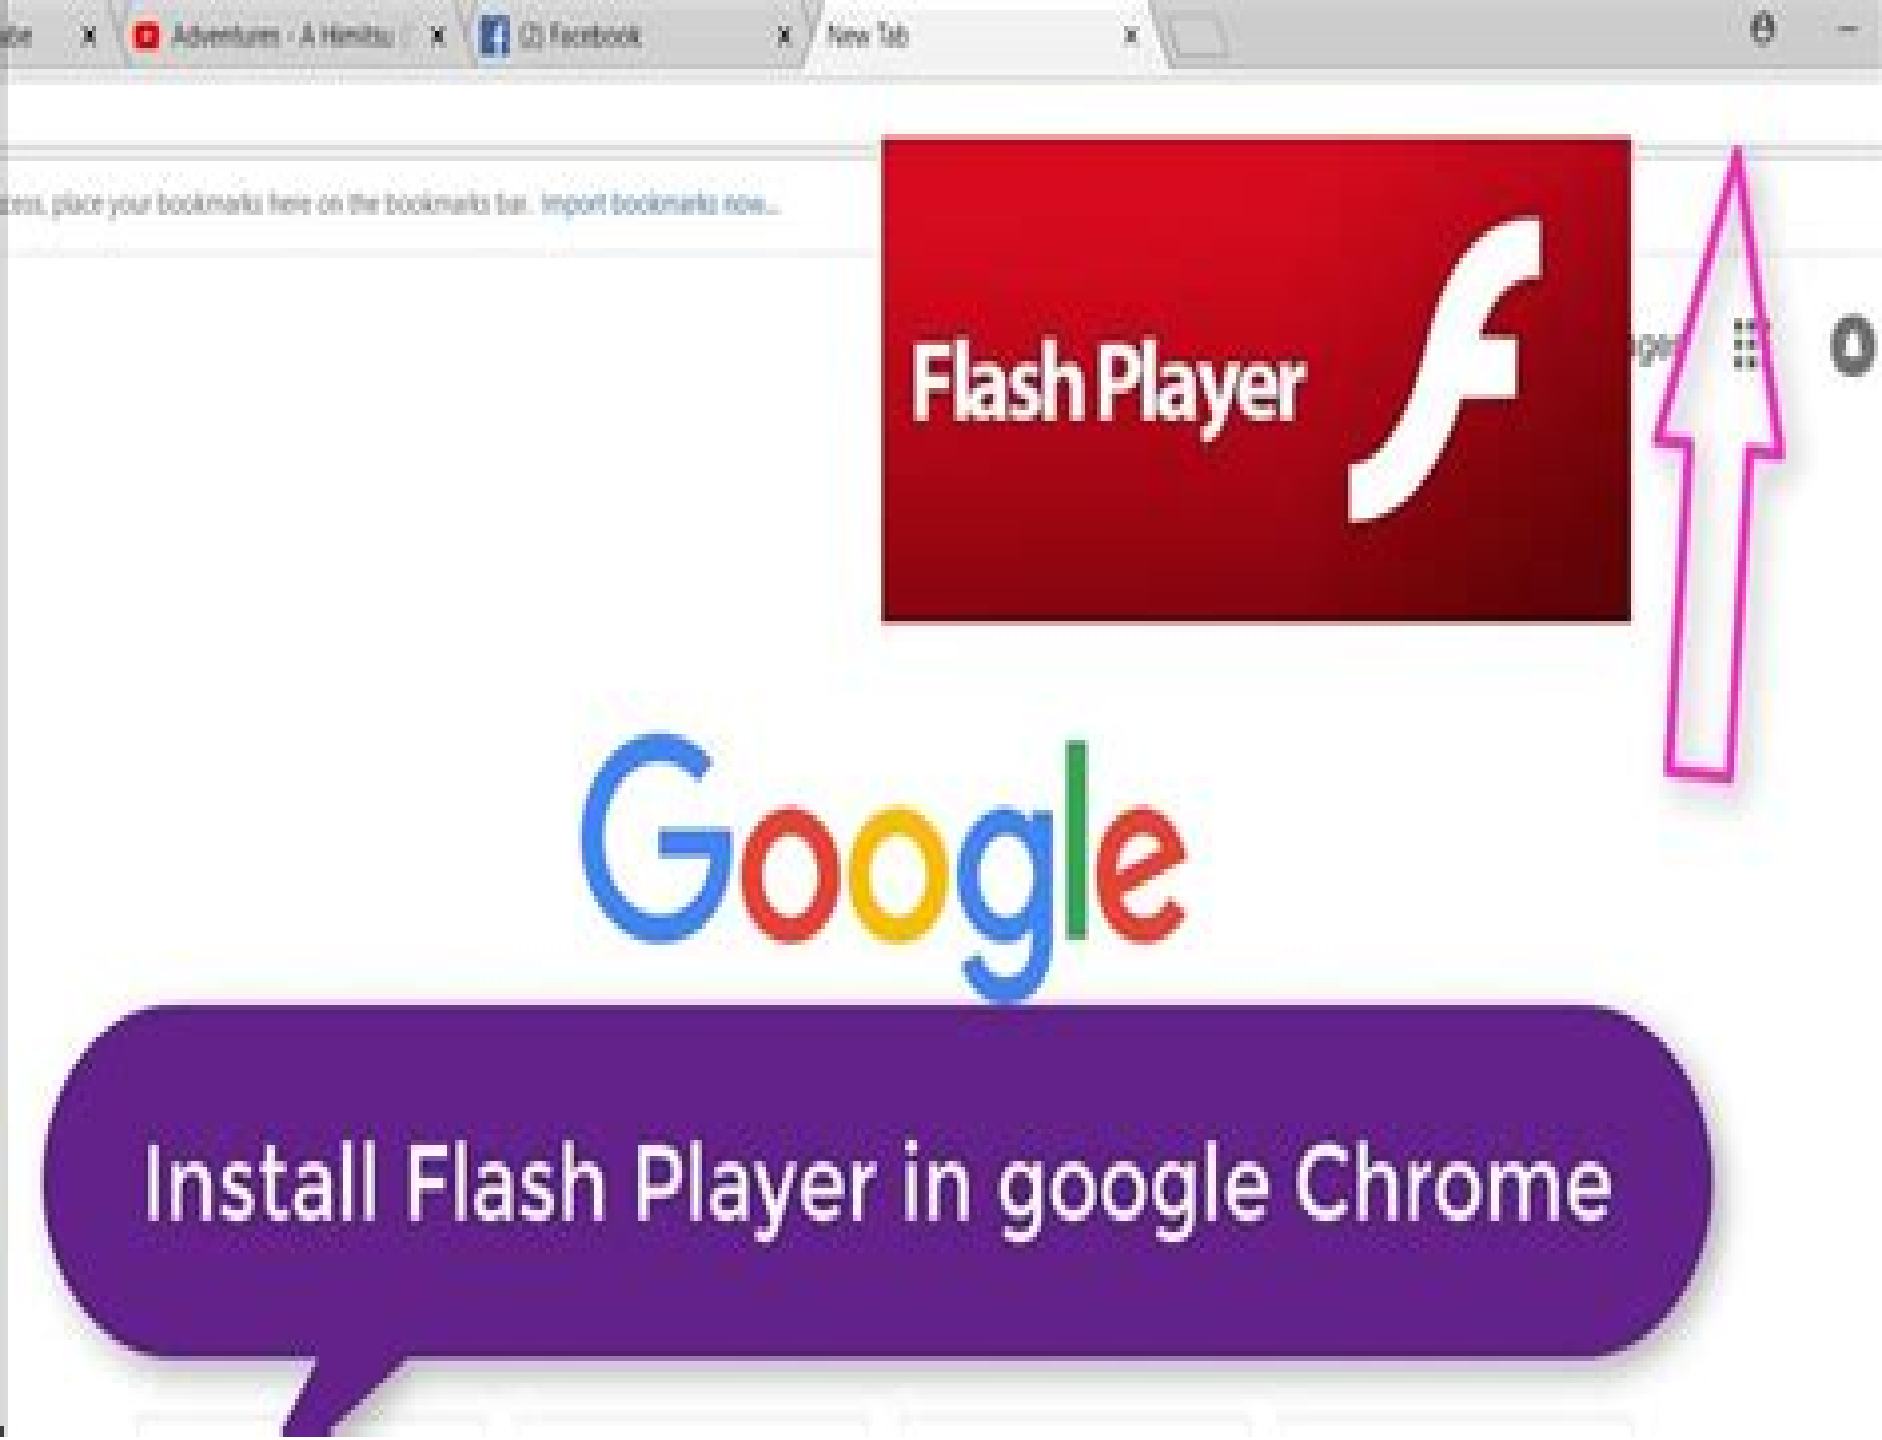 Adventures - A Himitsu
(2) Facebook
New Tab
place your bookmarks here on the bookmarks bar. Import bookmarks now...
Flash Player
Google
Install Flash Player in google Chrome